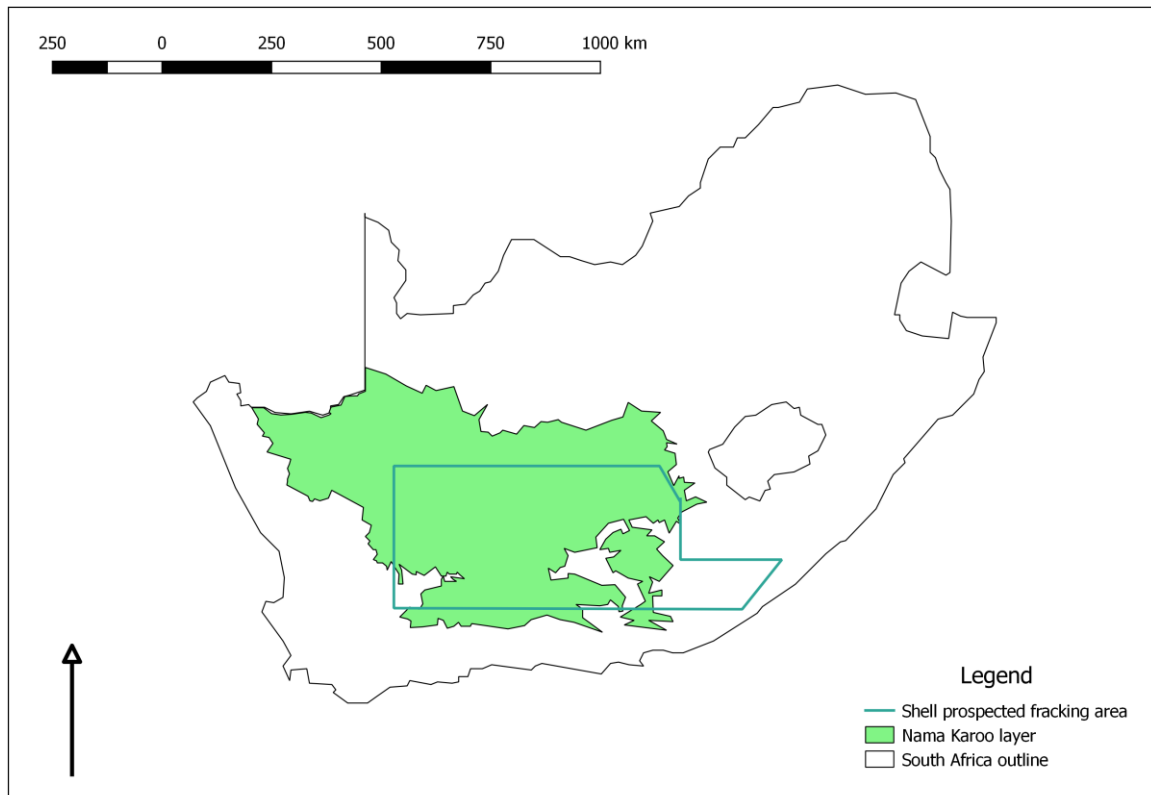 250 0 250 500 750 1000 km
Legend
Shell prospected fracking area
Nama Karoo layer
South Africa outline